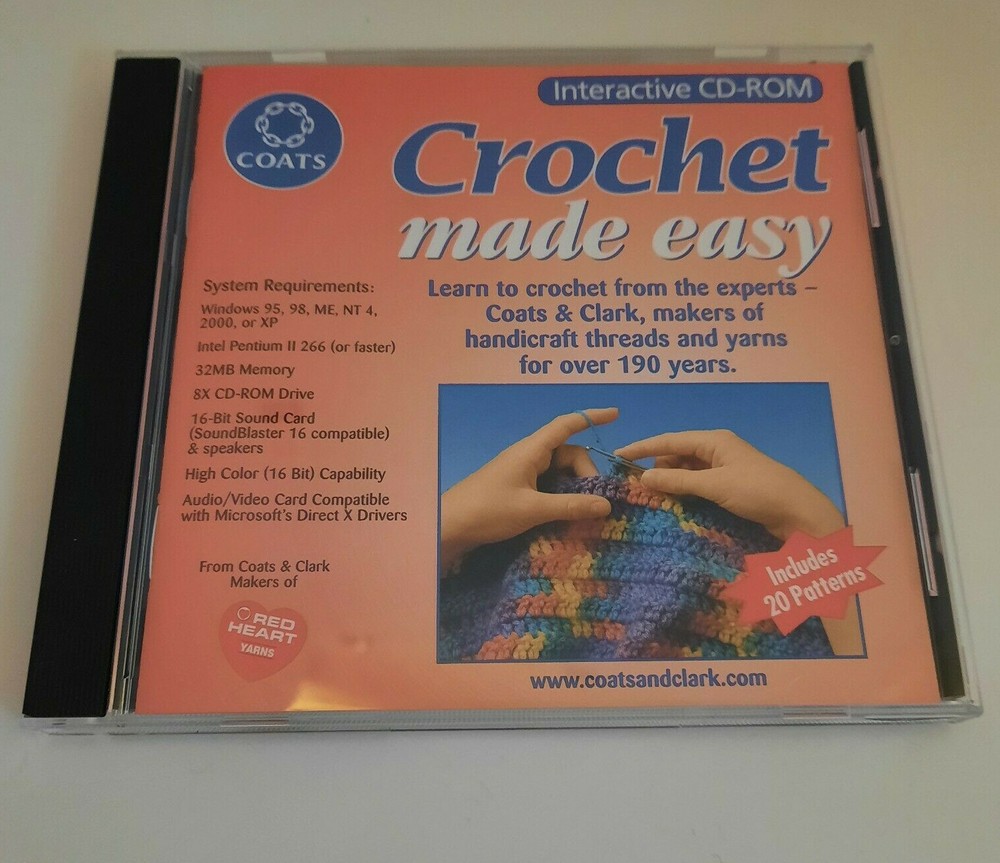 Interactive CD-ROM
COATS
Crochet
made easy
Learn to crochet from the experts –
Coats & Clark, makers of
handicraft threads and yarns
for over 190 years.
System Requirements:
Windows 95, 98, ME, NT 4,
2000, or XP
Intel Pentium II 266 (or faster)
32MB Memory
8X CD-ROM Drive
16-Bit Sound Card
(SoundBlaster 16 compatible)
& speakers
High Color (16 Bit) Capability
Audio/Video Card Compatible
with Microsoft's Direct X Drivers
From Coats & Clark
Makers of
RED
HEART
YARNS
Includes
20 Patterns
www.coatsandclark.com